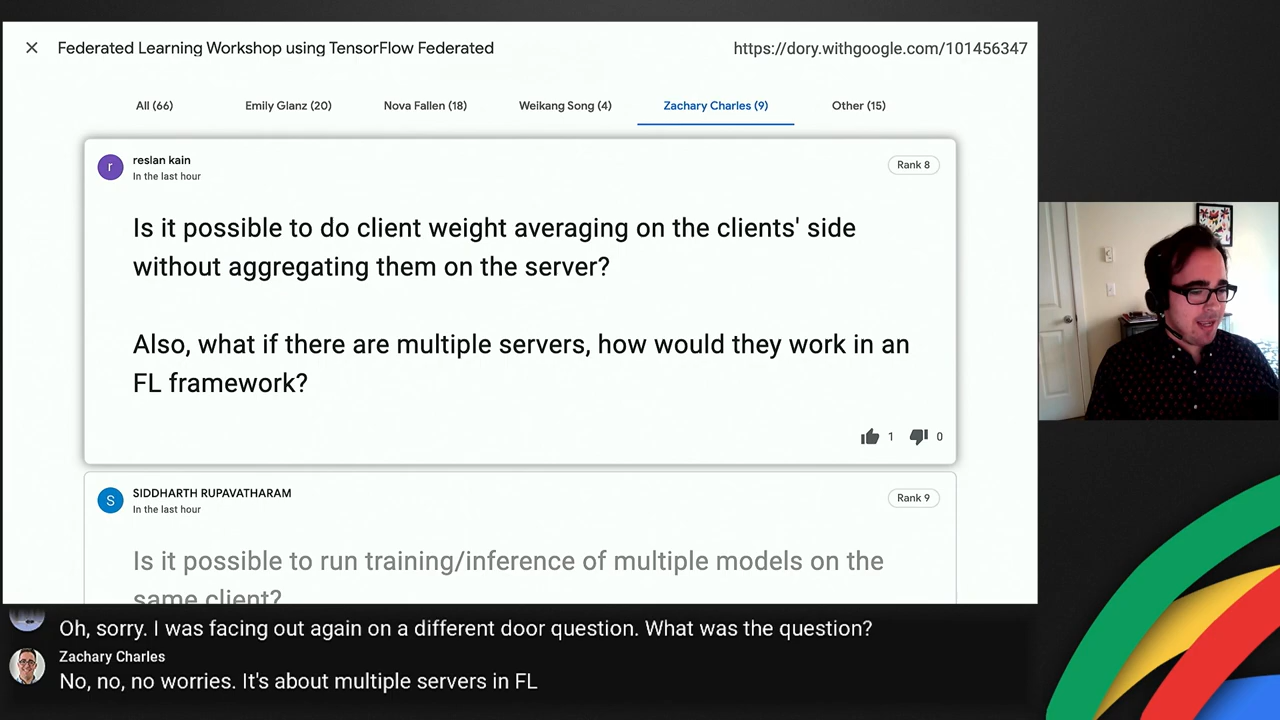 Federated Learning Workshop using TensorFlow Federated
https://dory.withgoogle.com/101456347
All (66)
Emily Glanz (20)
Nova Fallen (18)
Weikang Song (4)
Zachary Charles (9)
Other (15)
r
reslan kain
In the last hour
Rank 8
Is it possible to do client weight averaging on the clients' side
without aggregating them on the server?
Also, what if there are multiple servers, how would they work in an
FL framework?
1
0
S
SIDDHARTH RUPAVATHARAM
In the last hour
Rank 9
Is it possible to run training/inference of multiple models on the
same client?
Oh, sorry. I was facing out again on a different door question. What was the question?
Zachary Charles
No, no, no worries. It's about multiple servers in FL